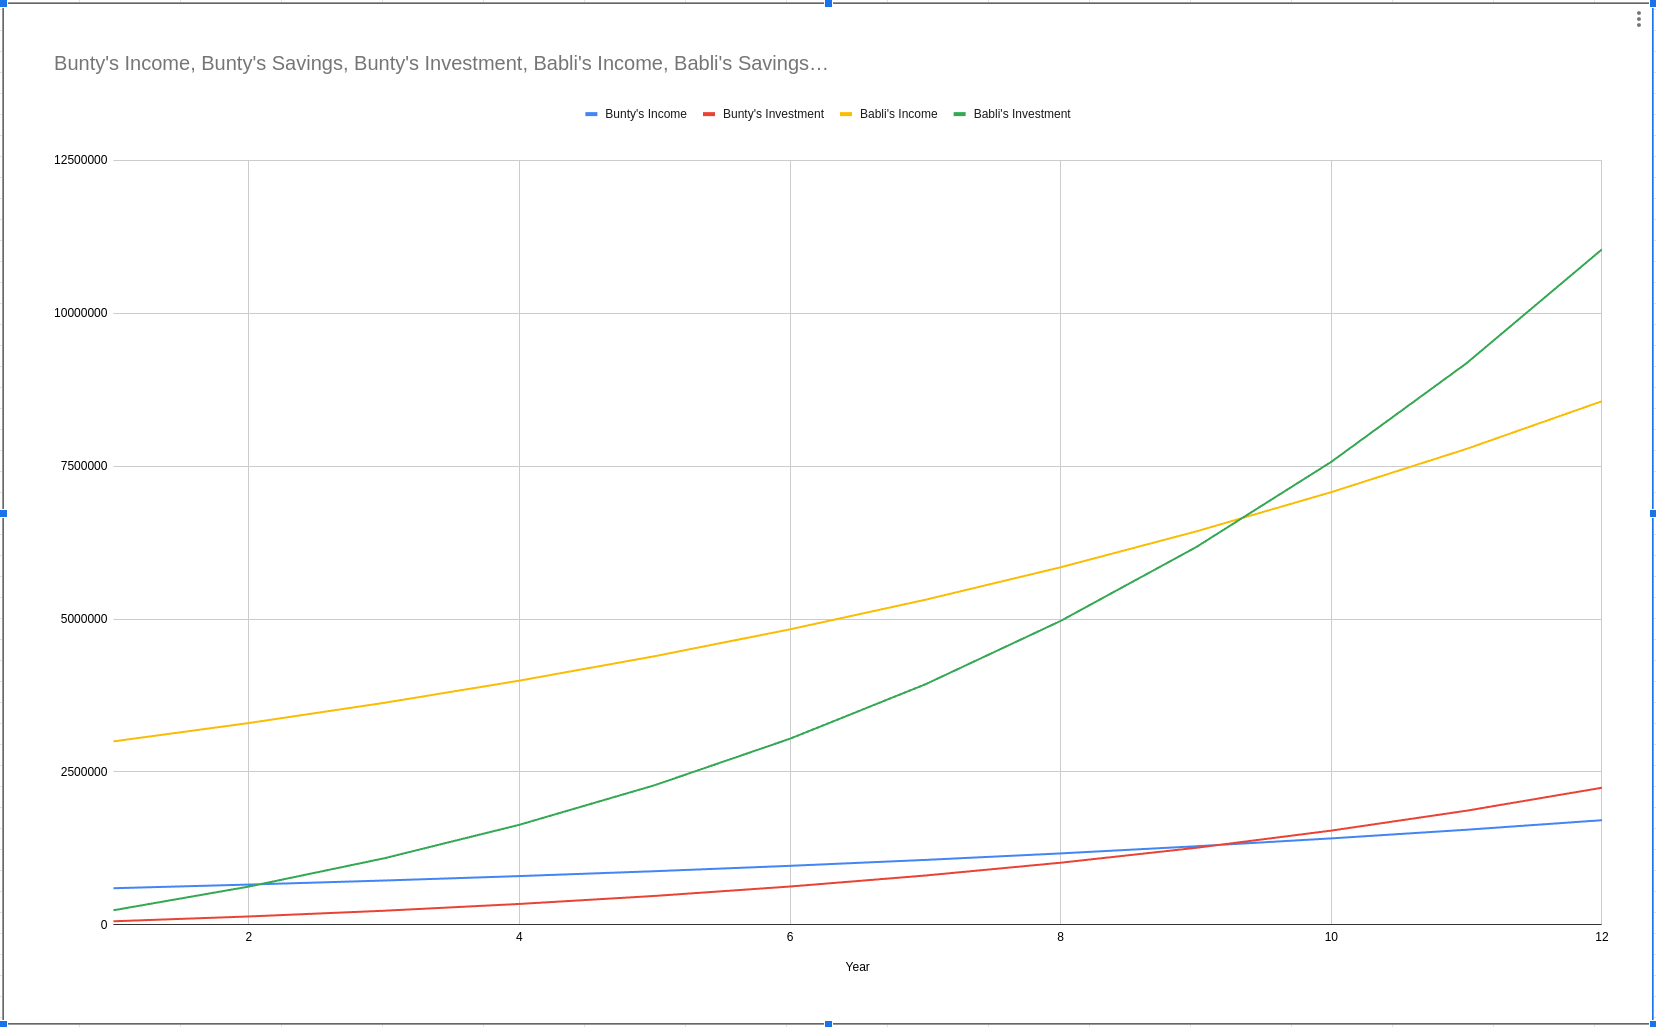 Bunty's Income, Bunty's Savings, Bunty's Investment, Babli's Income, Babli's Savings…
Bunty's Income Bunty's Investment Babli's Income Babli's Investment
12500000
10000000
7500000
5000000
2500000
0
2 4 6 8 10 12
Year